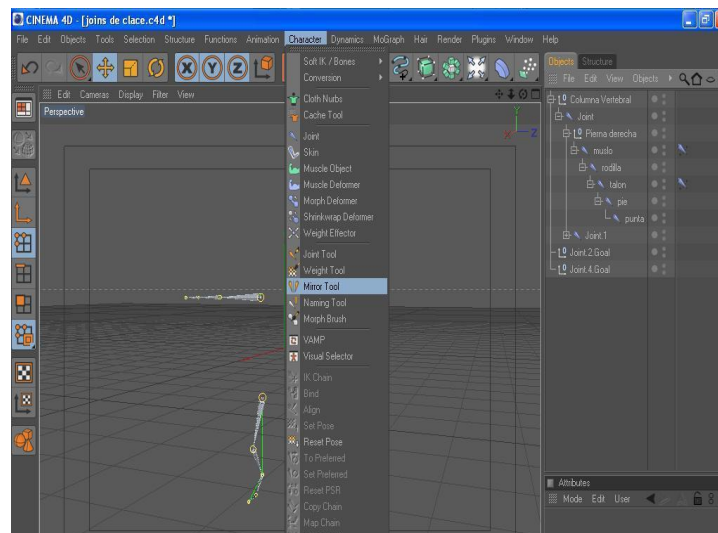 CINEMA 4D - [joins de clace.c4d *]
File Edit Objects Tools Selection Structure Functions Animation Character Dynamics MoGraph Hair Render Plugins Window Help
Edit Cameras Display Filter View
Perspective
Y
X
Z
Soft IK / Bones
Conversion
Cloth Nurbs
Cache Tool
Joint
Skin
Muscle Object
Muscle Deformer
Morph Deformer
Shrinkwrap Deformer
Weight Effector
Joint Tool
Weight Tool
Mirror Tool
Naming Tool
Morph Brush
VAMP
Visual Selector
IK Chain
Bind
Align
Set Pose
Reset Pose
To Preferred
Set Preferred
Reset PSR
Copy Chain
Map Chain
Objects Structure
File Edit View Objects
Columna Vertebral
Joint
Pierna derecha
muslo
rodilla
talon
pie
punta
Joint.1
Joint.2.Goal
Joint.4.Goal
Attributes
Mode Edit User